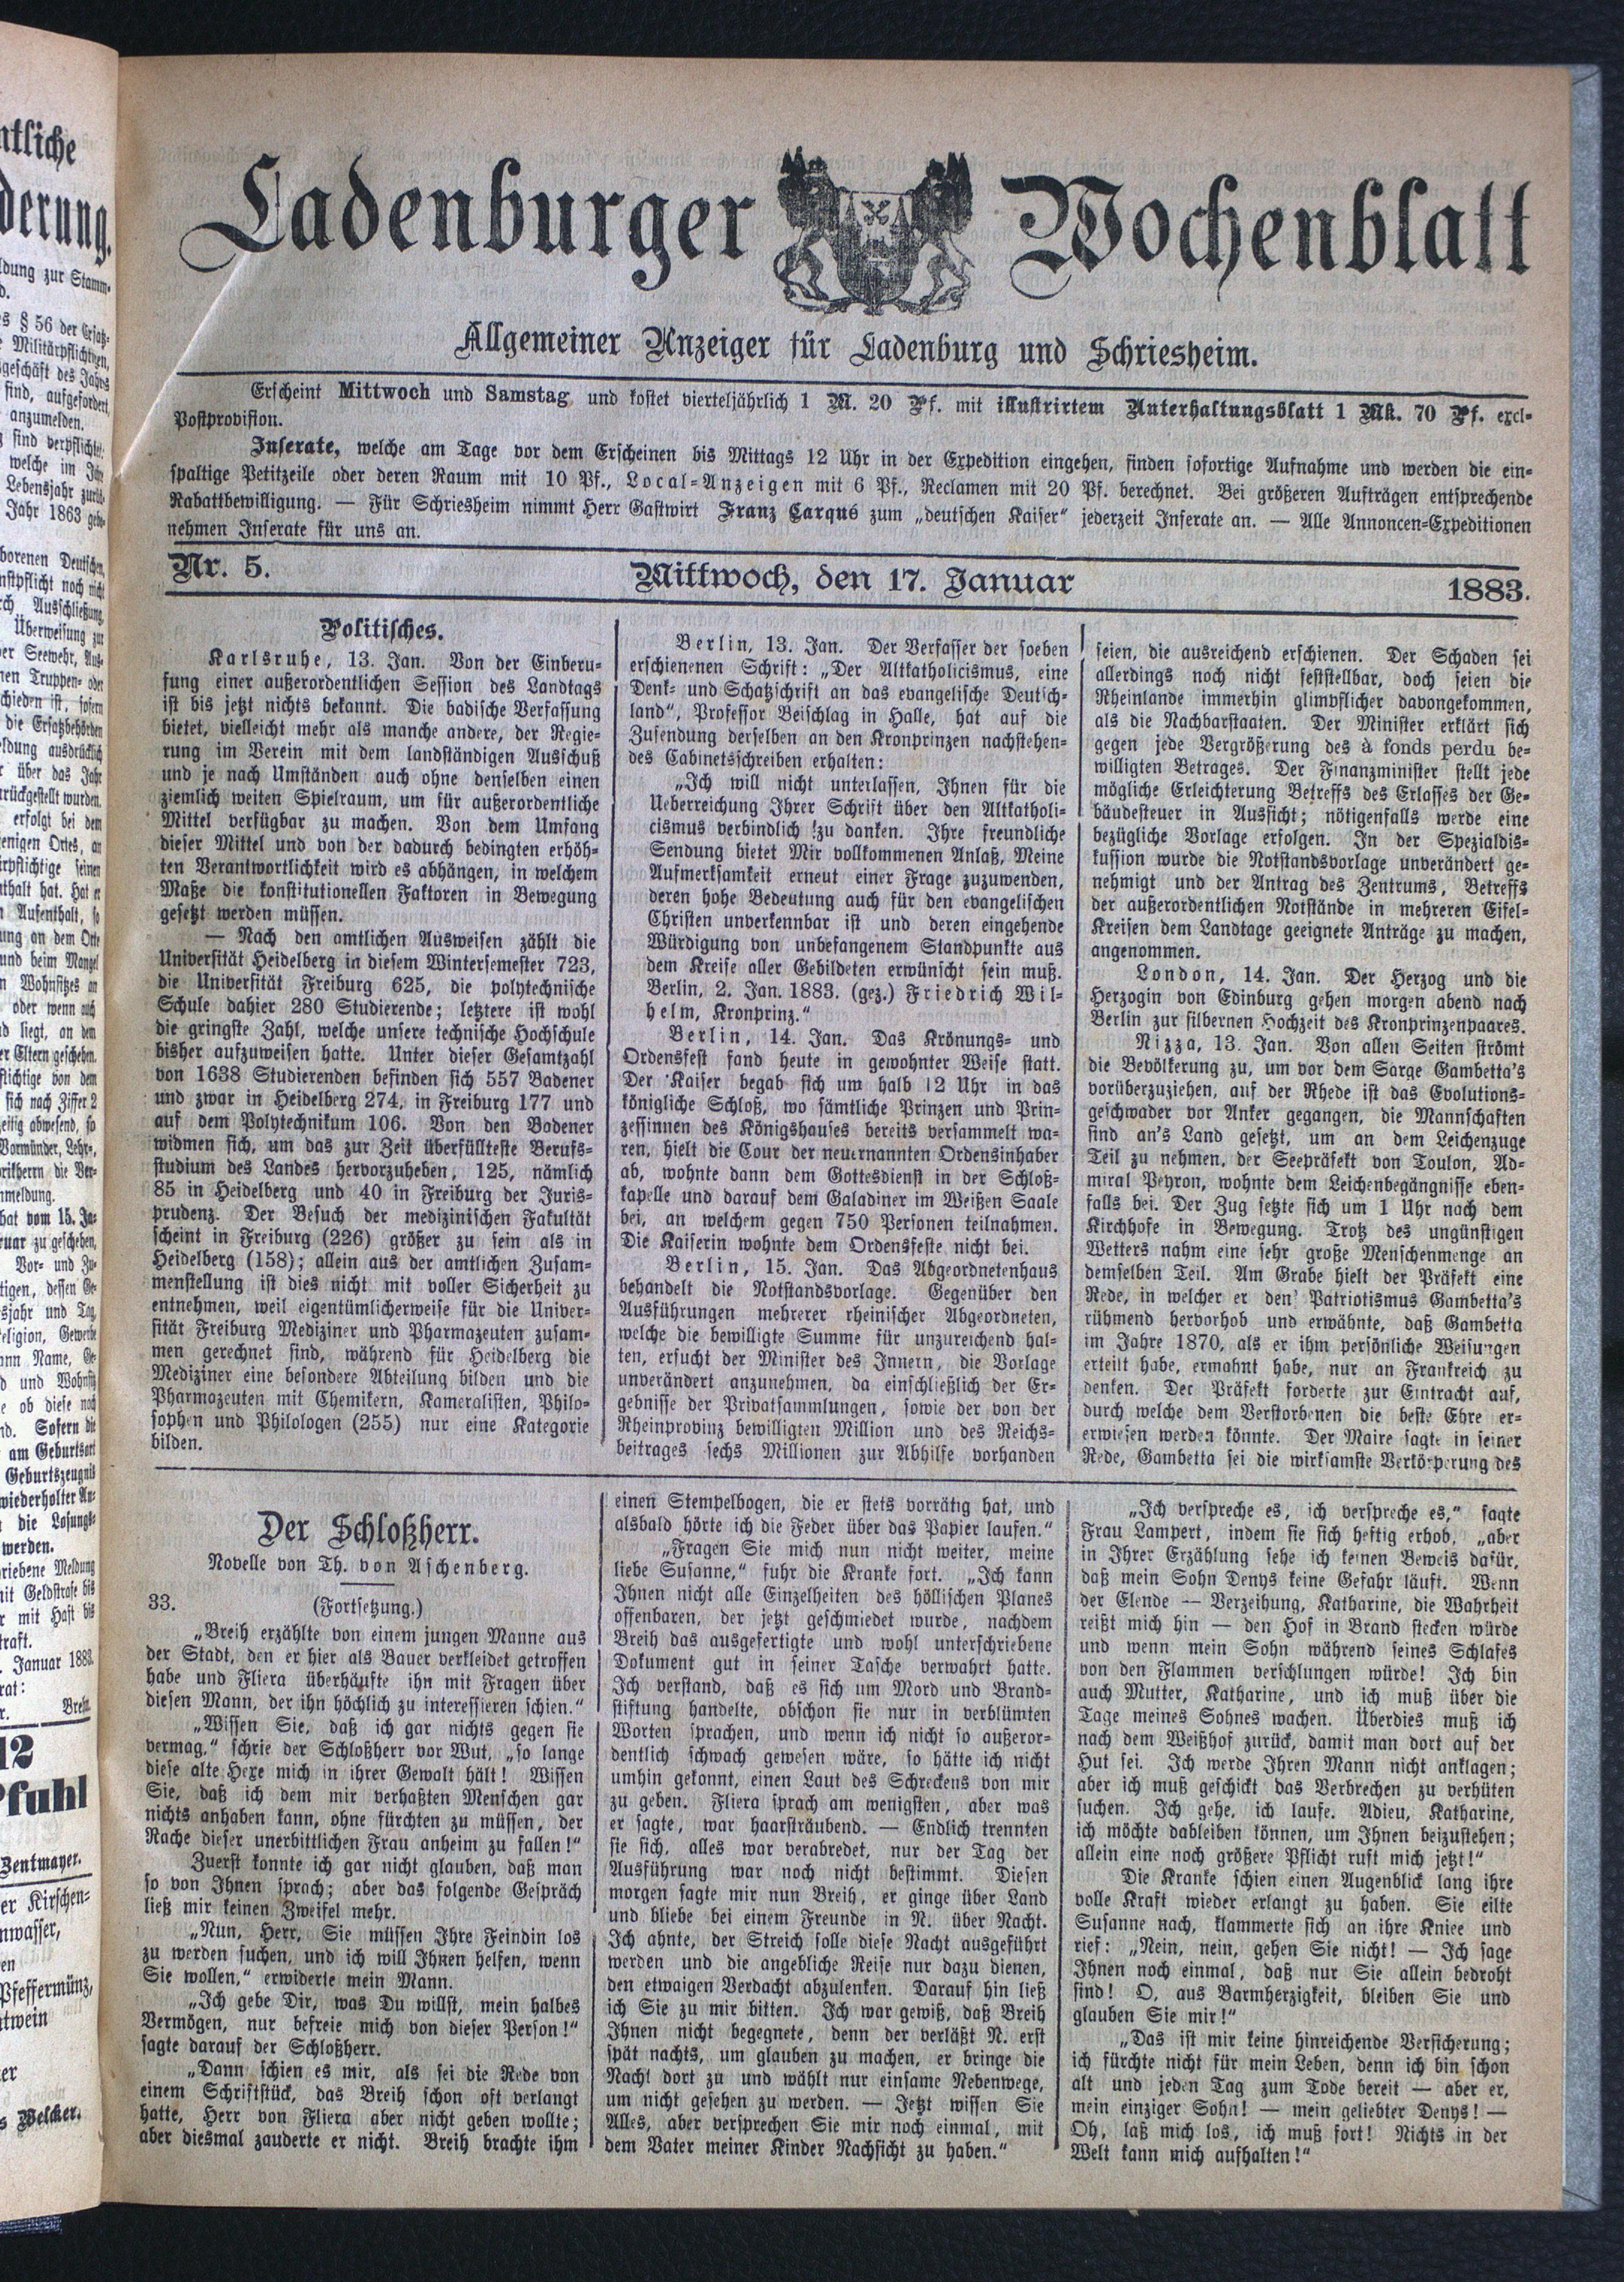 Ladenburger Wochenblatt
Allgemeiner Anzeiger für Ladenburg und Schriesheim.
Erscheint Mittwoch und Samstag und kostet vierteljährlich 1 M. 20 Pf. mit illustrirtem Unterhaltungsblatt 1 Mk. 70 Pf. excl-
Postprovision.
Inserate, welche am Tage vor dem Erscheinen bis Mittags 12 Uhr in der Expedition eingehen, finden sofortige Aufnahme und werden die ein-
spaltige Petitzeile oder deren Raum mit 10 Pf., Local-Anzeigen mit 6 Pf., Reclamen mit 20 Pf. berechnet. Bei größeren Aufträgen entsprechende
Rabattbewilligung. — Für Schriesheim nimmt Herr Gastwirt Franz Carqué zum „deutschen Kaiser“ jederzeit Inserate an. — Alle Annoncen-Expeditionen
nehmen Inserate für uns an.
Nr. 5. Mittwoch, den 17. Januar 1883.
Politisches.
Karlsruhe, 13. Jan. Von der Einberu-
fung einer außerordentlichen Session des Landtags
ist bis jetzt nichts bekannt. Die badische Verfassung
bietet, vielleicht mehr als manche andere, der Regie-
rung im Verein mit dem landständigen Ausschuß
und je nach Umständen auch ohne denselben einen
ziemlich weiten Spielraum, um für außerordentliche
Mittel verfügbar zu machen. Von dem Umfang
dieser Mittel und von der dadurch bedingten erhöh-
ten Verantwortlichkeit wird es abhängen, in welchem
Maße die konstitutionellen Faktoren in Bewegung
gesetzt werden müssen.
— Nach den amtlichen Ausweisen zählt die
Universität Heidelberg in diesem Wintersemester 723,
die Universität Freiburg 625, die polytechnische
Schule dahier 280 Studierende; letztere ist wohl
die gringste Zahl, welche unsere technische Hochschule
bisher aufzuweisen hatte. Unter dieser Gesamtzahl
von 1638 Studierenden befinden sich 557 Badener
und zwar in Heidelberg 274, in Freiburg 177 und
auf dem Polytechnikum 106. Von den Badener
widmen sich, um das zur Zeit überfüllteste Berufs-
studium des Landes hervorzuheben, 125, nämlich
85 in Heidelberg und 40 in Freiburg der Juris-
prudenz. Der Besuch der medizinischen Fakultät
scheint in Freiburg (226) größer zu sein als in
Heidelberg (158); allein aus der amtlichen Zusam-
menstellung ist dies nicht mit voller Sicherheit zu
entnehmen, weil eigentümlicherweise für die Univer-
sität Freiburg Mediziner und Pharmazeuten zusam-
men gerechnet sind, während für Heidelberg die
Mediziner eine besondere Abteilung bilden und die
Pharmazeuten mit Chemikern, Kameralisten, Philo-
sophen und Philologen (255) nur eine Kategorie
bilden.
Berlin, 13. Jan. Der Verfasser der soeben
erschienenen Schrift: „Der Altkatholicismus, eine
Denk- und Schatzschrift an das evangelische Deutsch-
land“, Professor Beischlag in Halle, hat auf die
Zusendung derselben an den Kronprinzen nachstehen-
des Cabinetsschreiben erhalten:
„Ich will nicht unterlassen, Ihnen für die
Ueberreichung Ihrer Schrift über den Altkatholi-
cismus verbindlich !zu danken. Ihre freundliche
Sendung bietet Mir vollkommenen Anlaß, Meine
Aufmerksamkeit erneut einer Frage zuzuwenden,
deren hohe Bedeutung auch für den evangelischen
Christen unverkennbar ist und deren eingehende
Würdigung von unbefangenem Standpunkte aus
dem Kreise aller Gebildeten erwünscht sein muß.
Berlin, 2. Jan. 1883. (gez.) Friedrich Wil-
helm, Kronprinz.“
Berlin, 14. Jan. Das Krönungs- und
Ordensfest fand heute in gewohnter Weise statt.
Der Kaiser begab sich um halb 12 Uhr in das
königliche Schloß, wo sämtliche Prinzen und Prin-
zessinnen des Königshauses bereits versammelt wa-
ren, hielt die Cour der neuernannten Ordensinhaber
ab, wohnte dann dem Gottesdienst in der Schloß-
kapelle und darauf dem Galadiner im Weißen Saale
bei, an welchem gegen 750 Personen teilnahmen.
Die Kaiserin wohnte dem Ordensfeste nicht bei.
Berlin, 15. Jan. Das Abgeordnetenhaus
behandelt die Notstandsvorlage. Gegenüber den
Ausführungen mehrerer rheinischer Abgeordneten,
welche die bewilligte Summe für unzureichend hal-
ten, ersucht der Minister des Innern, die Vorlage
unverändert anzunehmen, da einschließlich der Er-
gebnisse der Privatsammlungen, sowie der von der
Rheinprovinz bewilligten Million und des Reichs-
beitrages sechs Millionen zur Abhilfe vorhanden
seien, die ausreichend erschienen. Der Schaden sei
allerdings noch nicht feststellbar, doch seien die
Rheinlande immerhin glimpflicher davongekommen,
als die Nachbarstaaten. Der Minister erklärt sich
gegen jede Vergrößerung des à fonds perdu be-
willigten Betrages. Der Finanzminister stellt jede
mögliche Erleichterung Betreffs des Erlasses der Ge-
bäudesteuer in Aussicht; nötigenfalls werde eine
bezügliche Vorlage erfolgen. In der Spezialdis-
kussion wurde die Notstandsvorlage unverändert ge-
nehmigt und der Antrag des Zentrums, Betreffs
der außerordentlichen Notstände in mehreren Eifel-
Kreisen dem Landtage geeignete Anträge zu machen,
angenommen.
London, 14. Jan. Der Herzog und die
Herzogin von Edinburg gehen morgen abend nach
Berlin zur silbernen Hochzeit des Kronprinzenpaares.
Nizza, 13. Jan. Von allen Seiten strömt
die Bevölkerung zu, um vor dem Sarge Gambetta's
vorüberzuziehen, auf der Rhede ist das Evolutions-
geschwader vor Anker gegangen, die Mannschaften
sind an's Land gesetzt, um an dem Leichenzuge
Teil zu nehmen, der Seepräfekt von Toulon, Ad-
miral Peyron, wohnte dem Leichenbegängnisse eben-
falls bei. Der Zug setzte sich um 1 Uhr nach dem
Kirchhofe in Bewegung. Trotz des ungünstigen
Wetters nahm eine sehr große Menschenmenge an
demselben Teil. Am Grabe hielt der Präfekt eine
Rede, in welcher er den Patriotismus Gambetta's
rühmend hervorhob und erwähnte, daß Gambetta
im Jahre 1870, als er ihm persönliche Weisungen
erteilt habe, ermahnt habe, nur an Frankreich zu
denken. Der Präfekt forderte zur Eintracht auf,
durch welche dem Verstorbenen die beste Ehre er-
erwiesen werden könnte. Der Maire sagte in seiner
Rede, Gambetta sei die wirksamste Verkörperung des
Der Schloßherr.
Novelle von Th. von Aschenberg.
33. (Fortsetzung.)
„Breih erzählte von einem jungen Manne aus
der Stadt, den er hier als Bauer verkleidet getroffen
habe und Fliera überhäufte ihn mit Fragen über
diesen Mann, der ihn höchlich zu interessieren schien.“
„Wissen Sie, daß ich gar nichts gegen sie
vermag,“ schrie der Schloßherr vor Wut, „so lange
diese alte Hexe mich in ihrer Gewalt hält! Wissen
Sie, daß ich dem mir verhaßten Menschen gar
nichts anhaben kann, ohne fürchten zu müssen, der
Rache dieser unerbittlichen Frau anheim zu fallen!“
Zuerst konnte ich gar nicht glauben, daß man
so von Ihnen sprach; aber das folgende Gespräch
ließ mir keinen Zweifel mehr.
„Nun, Herr, Sie müssen Ihre Feindin los
zu werden suchen, und ich will Ihnen helfen, wenn
Sie wollen,“ erwiderte mein Mann.
„Ich gebe Dir, was Du willst, mein halbes
Vermögen, nur befreie mich von dieser Person!“
sagte darauf der Schloßherr.
„Dann schien es mir, als sei die Rede von
einem Schriftstück, das Breih schon oft verlangt
hatte, Herr von Fliera aber nicht geben wollte;
aber diesmal zauderte er nicht. Breih brachte ihm
einen Stempelbogen, die er stets vorrätig hat, und
alsbald hörte ich die Feder über das Papier laufen.“
„Fragen Sie mich nun nicht weiter, meine
liebe Susanne,“ fuhr die Kranke fort. „Ich kann
Ihnen nicht alle Einzelheiten des höllischen Planes
offenbaren, der jetzt geschmiedet wurde, nachdem
Breih das ausgefertigte und wohl unterschriebene
Dokument gut in seiner Tasche verwahrt hatte.
Ich verstand, daß es sich um Mord und Brand-
stiftung handelte, obschon sie nur in verblümten
Worten sprachen, und wenn ich nicht so außeror-
dentlich schwach gewesen wäre, so hätte ich nicht
umhin gekonnt, einen Laut des Schreckens von mir
zu geben. Fliera sprach am wenigsten, aber was
er sagte, war haarsträubend. — Endlich trennten
sie sich, alles war verabredet, nur der Tag der
Ausführung war noch nicht bestimmt. Diesen
morgen sagte mir nun Breih, er ginge über Land
und bliebe bei einem Freunde in N. über Nacht.
Ich ahnte, der Streich solle diese Nacht ausgeführt
werden und die angebliche Reise nur dazu dienen,
den etwaigen Verdacht abzulenken. Darauf hin ließ
ich Sie zu mir bitten. Ich war gewiß, daß Breih
Ihnen nicht begegnete, denn der verläßt N. erst
spät nachts, um glauben zu machen, er bringe die
Nacht dort zu und wählt nur einsame Nebenwege,
um nicht gesehen zu werden. — Jetzt wissen Sie
Alles, aber versprechen Sie mir noch einmal, mit
dem Vater meiner Kinder Nachsicht zu haben.“
„Ich verspreche es, ich verspreche es,“ sagte
Frau Lampert, indem sie sich heftig erhob, „aber
in Ihrer Erzählung sehe ich keinen Beweis dafür,
daß mein Sohn Denys keine Gefahr läuft. Wenn
der Elende — Verzeihung, Katharine, die Wahrheit
reißt mich hin — den Hof in Brand stecken würde
und wenn mein Sohn während seines Schlafes
von den Flammen verschlungen würde! Ich bin
auch Mutter, Katharine, und ich muß über die
Tage meines Sohnes wachen. Überdies muß ich
nach dem Weißhof zurück, damit man dort auf der
Hut sei. Ich werde Ihren Mann nicht anklagen;
aber ich muß geschickt das Verbrechen zu verhüten
suchen. Ich gehe, ich laufe. Adieu, Katharine,
ich möchte dableiben können, um Ihnen beizustehen;
allein eine noch größere Pflicht ruft mich jetzt!“
Die Kranke schien einen Augenblick lang ihre
volle Kraft wieder erlangt zu haben. Sie eilte
Susanne nach, klammerte sich an ihre Kniee und
rief: „Nein, nein, gehen Sie nicht! — Ich sage
Ihnen noch einmal, daß nur Sie allein bedroht
sind! O, aus Barmherzigkeit, bleiben Sie und
glauben Sie mir!“
„Das ist mir keine hinreichende Versicherung;
ich fürchte nicht für mein Leben, denn ich bin schon
alt und jeden Tag zum Tode bereit — aber er,
mein einziger Sohn! — mein geliebter Denys! —
Oh, laß mich los, ich muß fort! Nichts in der
Welt kann mich aufhalten!“